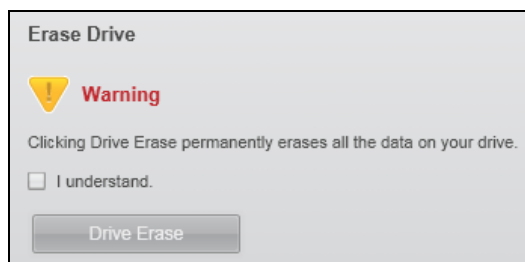 Erase Drive
Warning
Clicking Drive Erase permanently erases all the data on your drive.
I understand.
Drive Erase